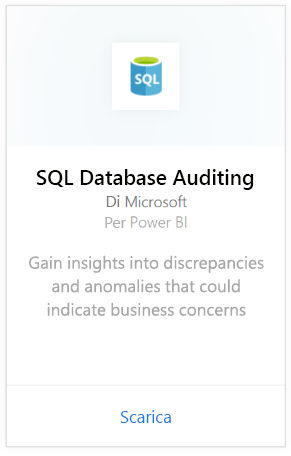 SQL
SQL Database Auditing
Di Microsoft
Per Power BI
Gain insights into discrepancies
and anomalies that could
indicate business concerns
Scarica